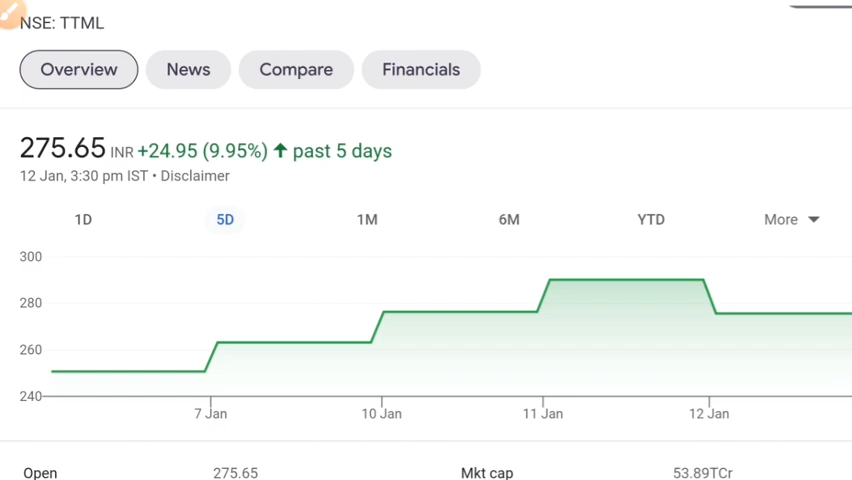 NSE: TTML
Overview News Compare Financials
275.65 INR +24.95 (9.95%) ↑ past 5 days
12 Jan, 3:30 pm IST • Disclaimer
1D 5D 1M 6M YTD More
300
280
260
240
7 Jan 10 Jan 11 Jan 12 Jan
Open 275.65 Mkt cap 53.89TCr